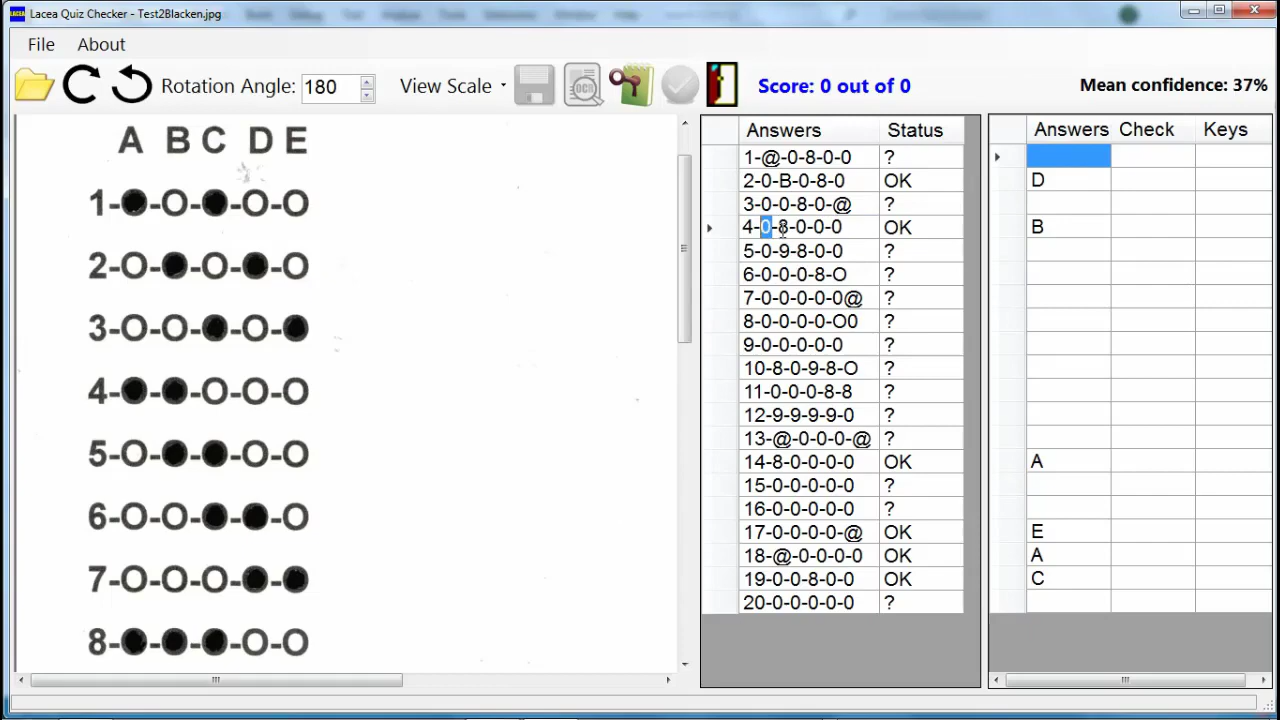 Lacea Quiz Checker - Test2Blacken.jpg
File About
Rotation Angle: 180 View Scale Score: 0 out of 0 Mean confidence: 37%
A B C D E
1-●-O-●-O-O
2-O-●-O-●-O
3-O-O-●-O-●
4-●-●-O-O-O
5-O-●-●-O-O
6-O-O-●-●-O
7-O-O-O-●-●
8-●-●-●-O-O
Answers Status
1-@-0-8-0-0 ?
2-0-B-0-8-0 OK
3-0-0-8-0-@ ?
4-0-8-0-0-0 OK
5-0-9-8-0-0 ?
6-0-0-0-8-O ?
7-0-0-0-0-0@ ?
8-0-0-0-0-O0 ?
9-0-0-0-0-0 ?
10-8-0-9-8-O ?
11-0-0-0-8-8 ?
12-9-9-9-9-0 ?
13-@-0-0-0-@ ?
14-8-0-0-0-0 OK
15-0-0-0-0-0 ?
16-0-0-0-0-0 ?
17-0-0-0-0-@ OK
18-@-0-0-0-0 OK
19-0-0-8-0-0 OK
20-0-0-0-0-0 ?
Answers Check Keys
D
B
A
E
A
C